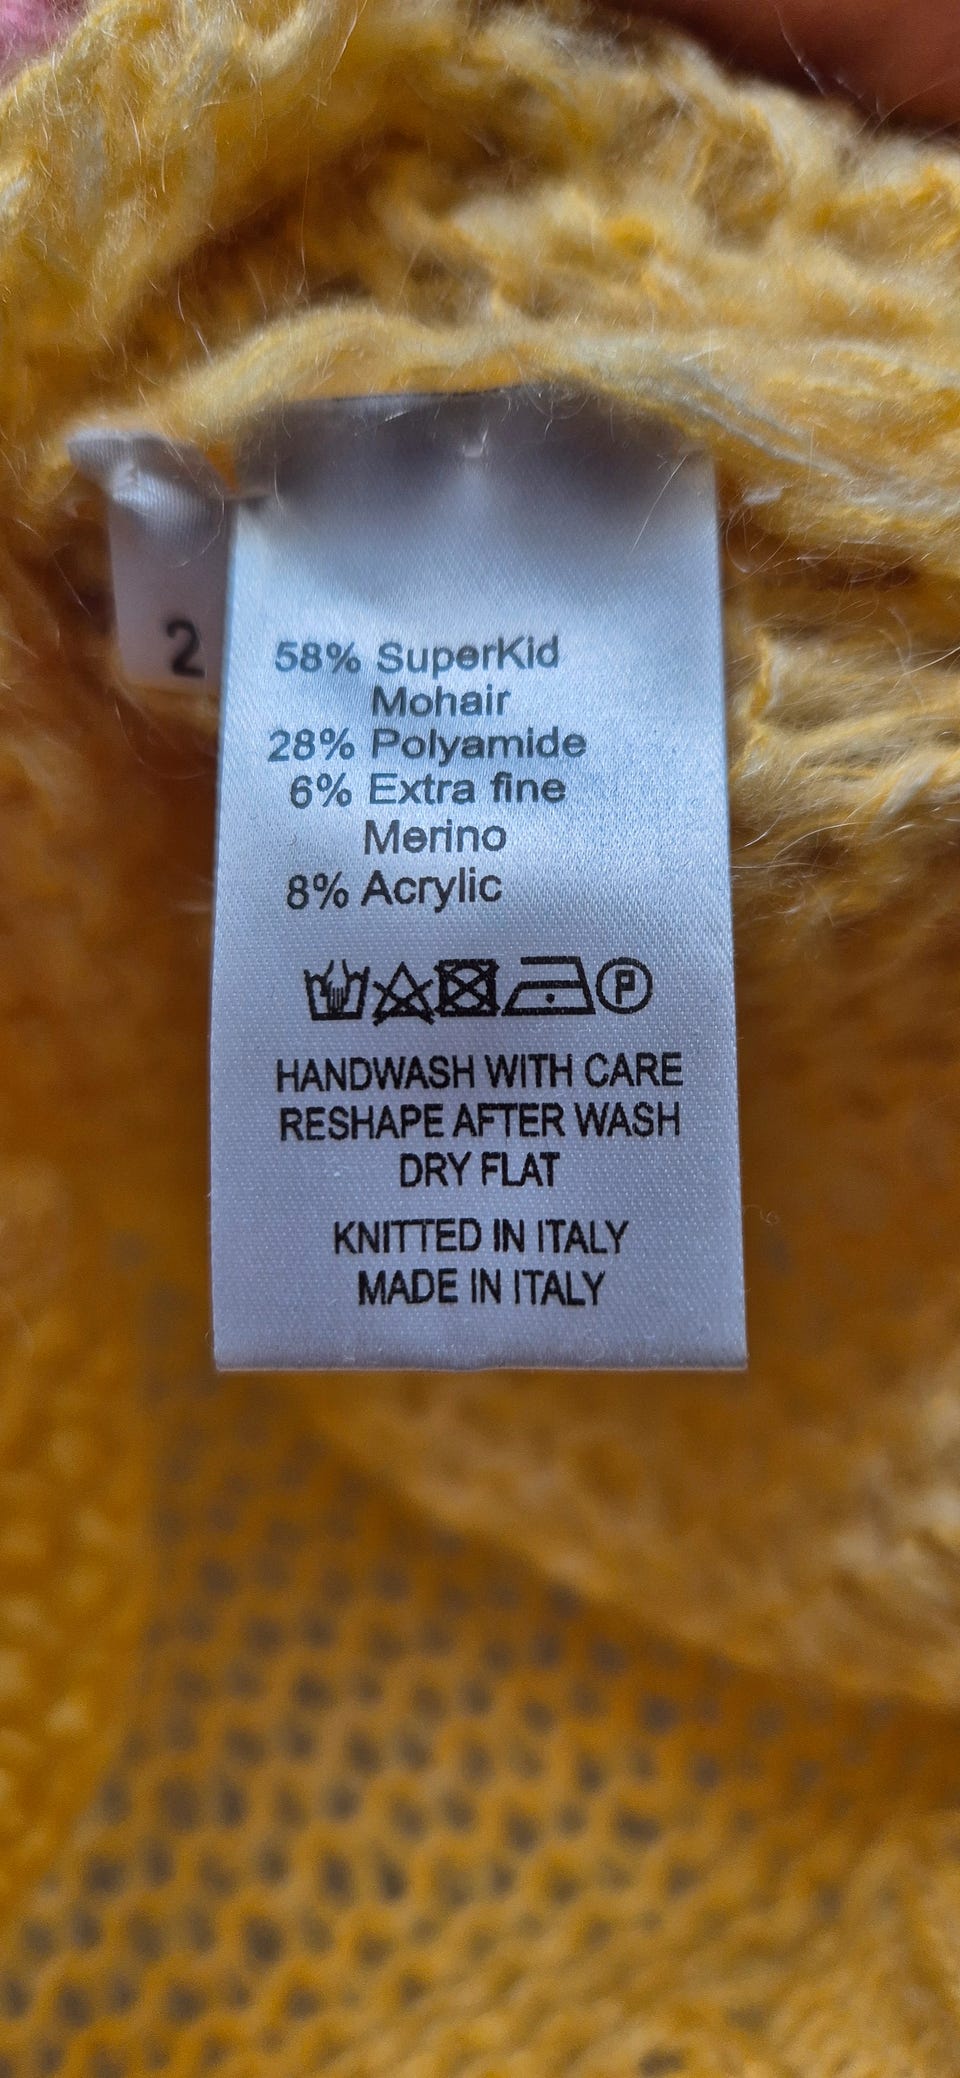 2
58% SuperKid
Mohair
28% Polyamide
6% Extra fine
Merino
8% Acrylic
P
HANDWASH WITH CARE
RESHAPE AFTER WASH
DRY FLAT
KNITTED IN ITALY
MADE IN ITALY